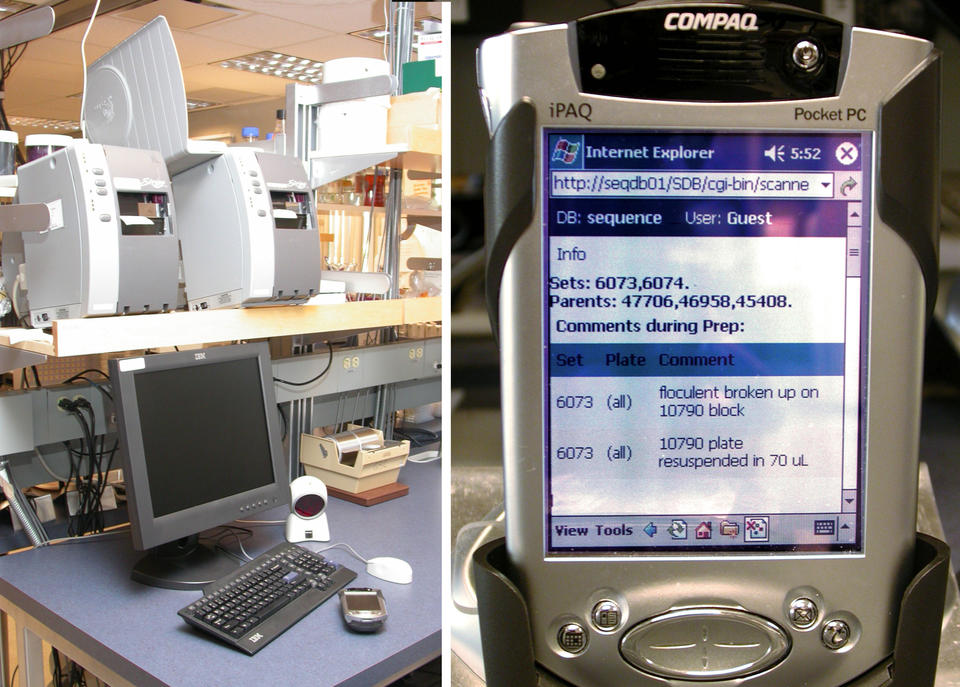 IBM
IBM
COMPAQ
iPAQ Pocket PC
Internet Explorer 5:52
http://seqdb01/SDB/cgi-bin/scanne
DB: sequence User: Guest
Info
Sets: 6073,6074.
Parents: 47706,46958,45408.
Comments during Prep:
Set Plate Comment
6073 (all) floculent broken up on
10790 block
6073 (all) 10790 plate
resuspended in 70 uL
View Tools